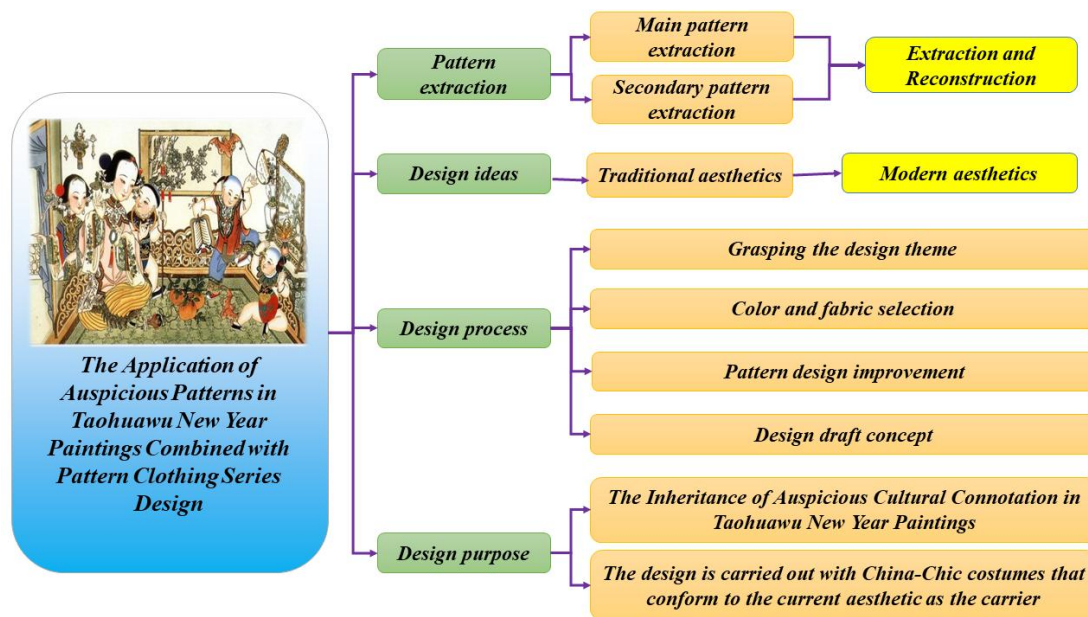 The Application of
Auspicious Patterns in
Taohuawu New Year
Paintings Combined with
Pattern Clothing Series
Design
Pattern
extraction
Main pattern
extraction
Secondary pattern
extraction
Extraction and
Reconstruction
Design ideas
Traditional aesthetics
Modern aesthetics
Design process
Grasping the design theme
Color and fabric selection
Pattern design improvement
Design draft concept
Design purpose
The Inheritance of Auspicious Cultural Connotation in
Taohuawu New Year Paintings
The design is carried out with China-Chic costumes that
conform to the current aesthetic as the carrier